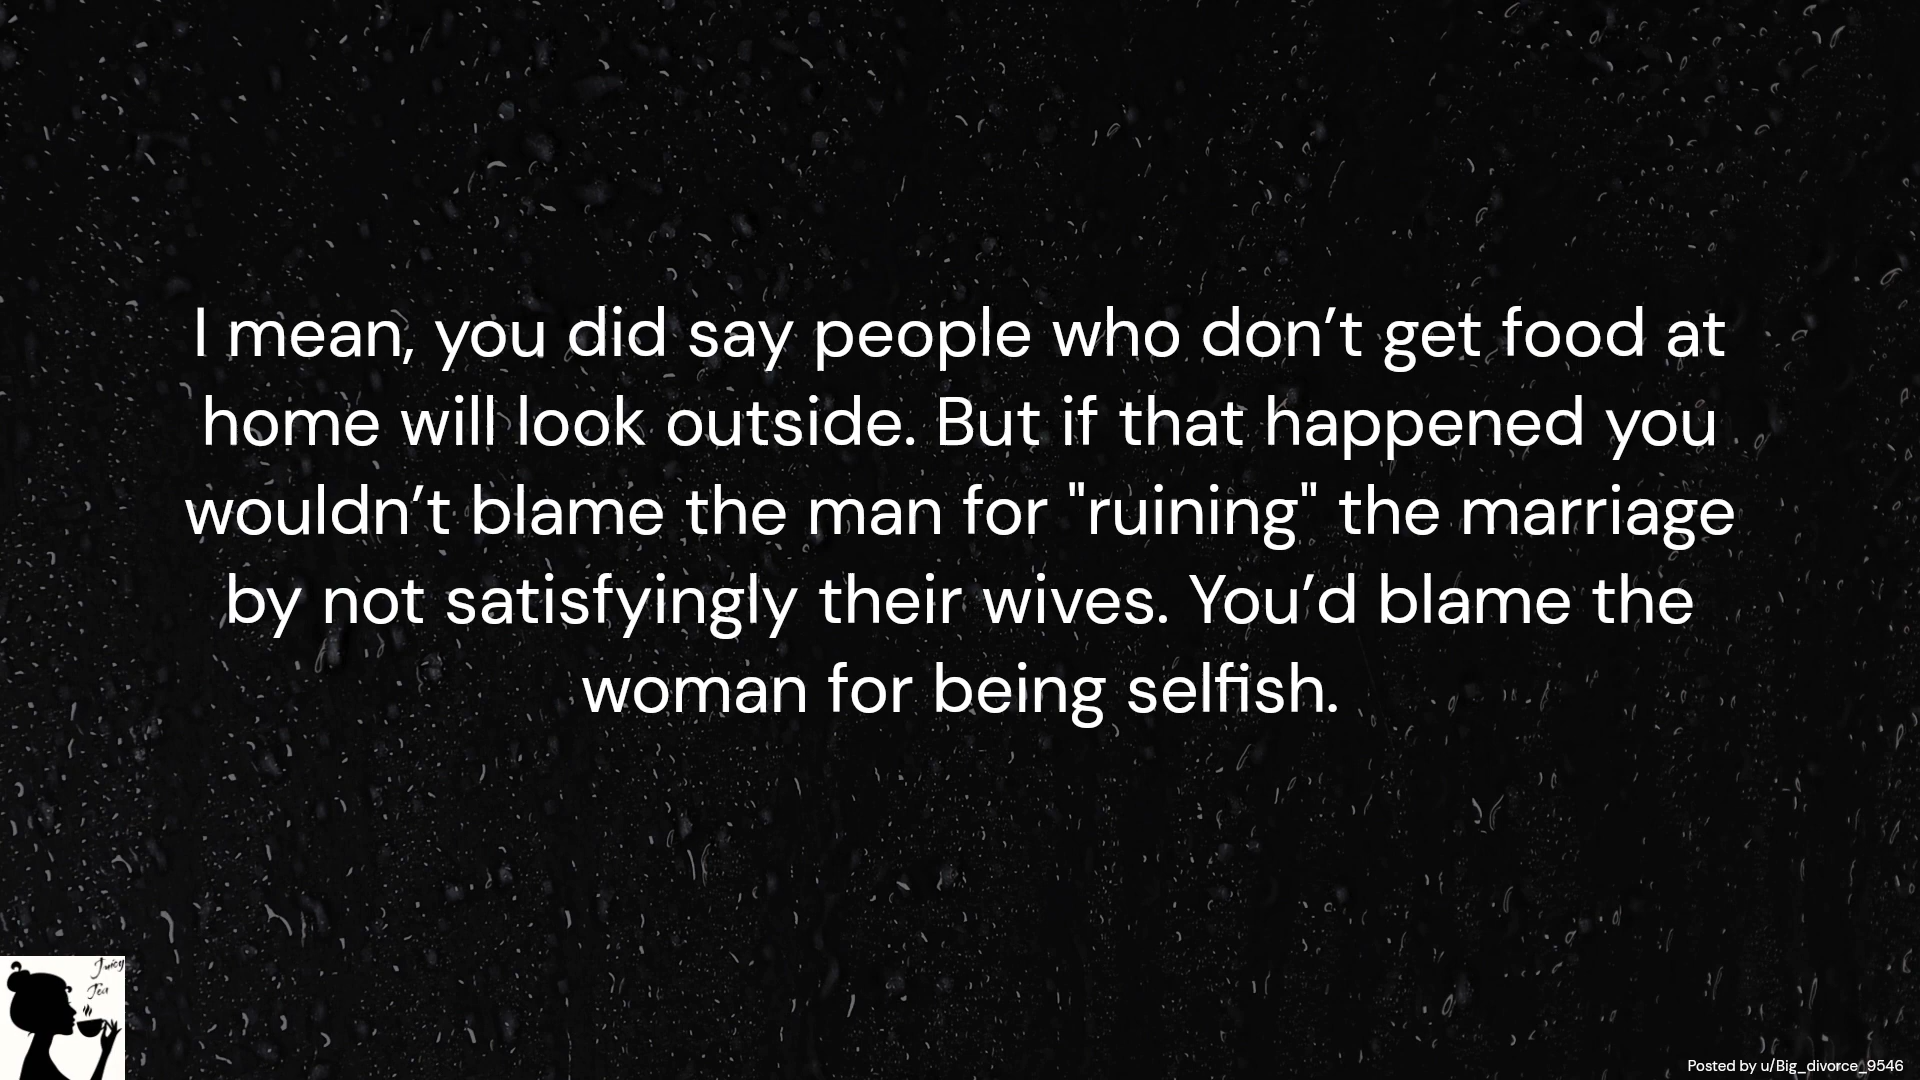 I mean, you did say people who don’t get food at
home will look outside. But if that happened you
wouldn’t blame the man for "ruining" the marriage
by not satisfyingly their wives. You’d blame the
woman for being selfish.
Juicy
Tea
Posted by u/Big_divorce_9546